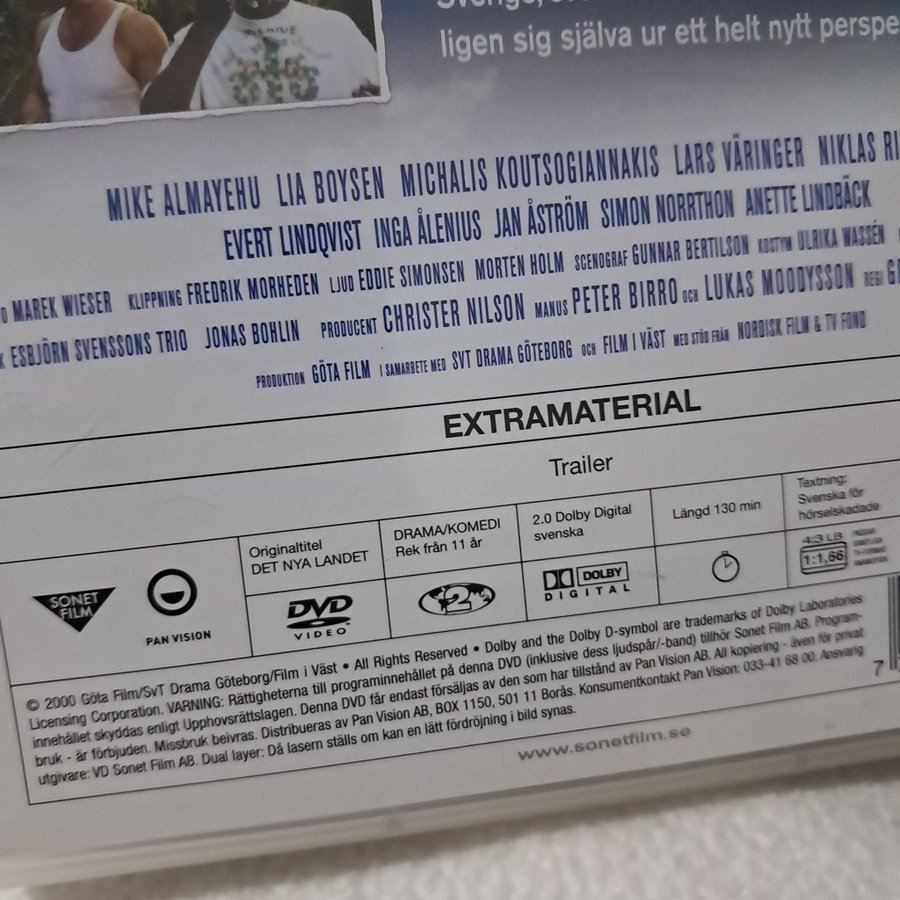 Sverige,
ligen sig själva ur ett helt nytt perspe
MIKE ALMAYEHU LIA BOYSEN MICHALIS KOUTSOGIANNAKIS LARS VÄRINGER NIKLAS RI
EVERT LINDQVIST INGA ÅLENIUS JAN ÅSTRÖM SIMON NORRTHON ANETTE LINDBÄCK
MAREK WIESER KLIPPNING FREDRIK MORHEDEN LJUD EDDIE SIMONSEN MORTEN HOLM SCENOGRAF GUNNAR BERTILSON KOSTYM ULRIKA WASSÉN
ESBJÖRN SVENSSONS TRIO JONAS BOHLIN PRODUCENT CHRISTER NILSON MANUS PETER BIRRO OCH LUKAS MOODYSSON REGI
PRODUKTION GÖTA FILM I SAMARBETE MED SVT DRAMA GÖTEBORG OCH FILM I VÄST MED STÖD FRÅN NORDISK FILM & TV FOND
EXTRAMATERIAL
Trailer
SONET
FILM
PAN VISION
Originaltitel
DET NYA LANDET
DVD
VIDEO
DRAMA/KOMEDI
Rek från 11 år
2
2.0 Dolby Digital
svenska
DOLBY
DIGITAL
Längd 130 min
Textning:
Svenska för
hörselskadade
4:3 LB
1:1,66
© 2000 Göta Film/SvT Drama Göteborg/Film i Väst • All Rights Reserved • Dolby and the Dolby D-symbol are trademarks of Dolby Laboratories
Licensing Corporation. VARNING: Rättigheterna till programinnehållet på denna DVD (inklusive dess ljudspår/-band) tillhör Sonet Film AB. Program-
innehållet skyddas enligt Upphovsrättslagen. Denna DVD får endast försäljas av den som har tillstånd av Pan Vision AB. All kopiering - även för privat
bruk - är förbjuden. Missbruk beivras. Distribueras av Pan Vision AB, BOX 1150, 501 11 Borås. Konsumentkontakt Pan Vision: 033-41 68 00. Ansvarig
utgivare: VD Sonet Film AB. Dual layer: Då lasern ställs om kan en lätt fördröjning i bild synas.
7
www.sonetfilm.se